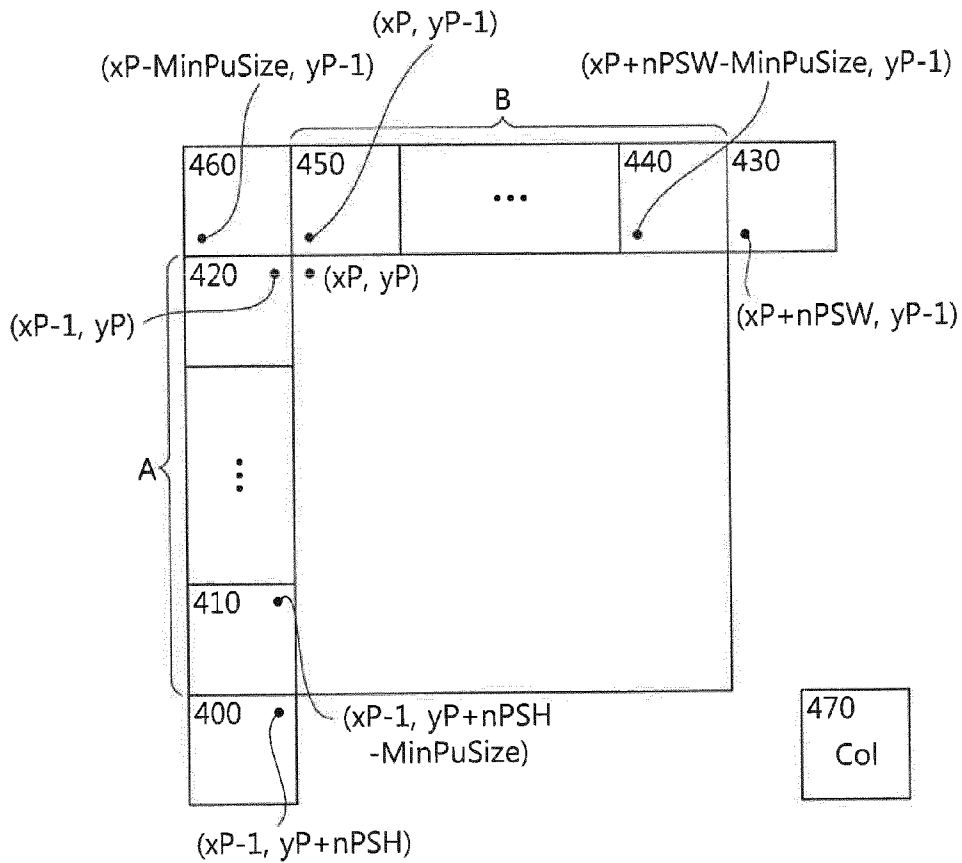 (xP, yP-1)
(xP-MinPuSize, yP-1)
(xP+nPSW-MinPuSize, yP-1)
B
460
450
...
440
430
420
(xP, yP)
(xP-1, yP)
(xP+nPSW, yP-1)
A
...
410
400
(xP-1, yP+nPSH
-MinPuSize)
470
Col
(xP-1, yP+nPSH)